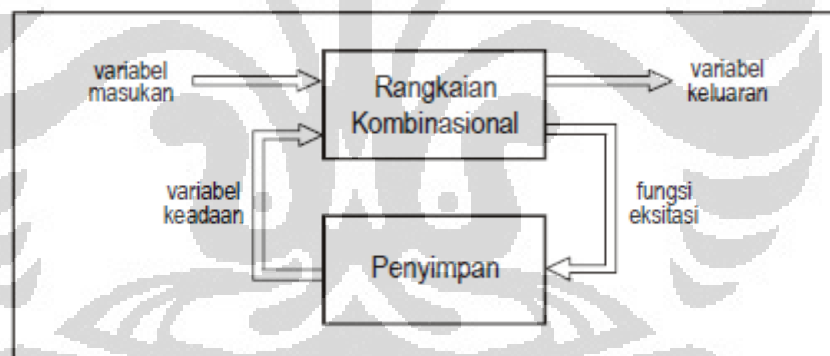 variabel
masukan
Rangkaian
Kombinasional
variabel
keluaran
variabel
keadaan
fungsi
eksitasi
Penyimpan